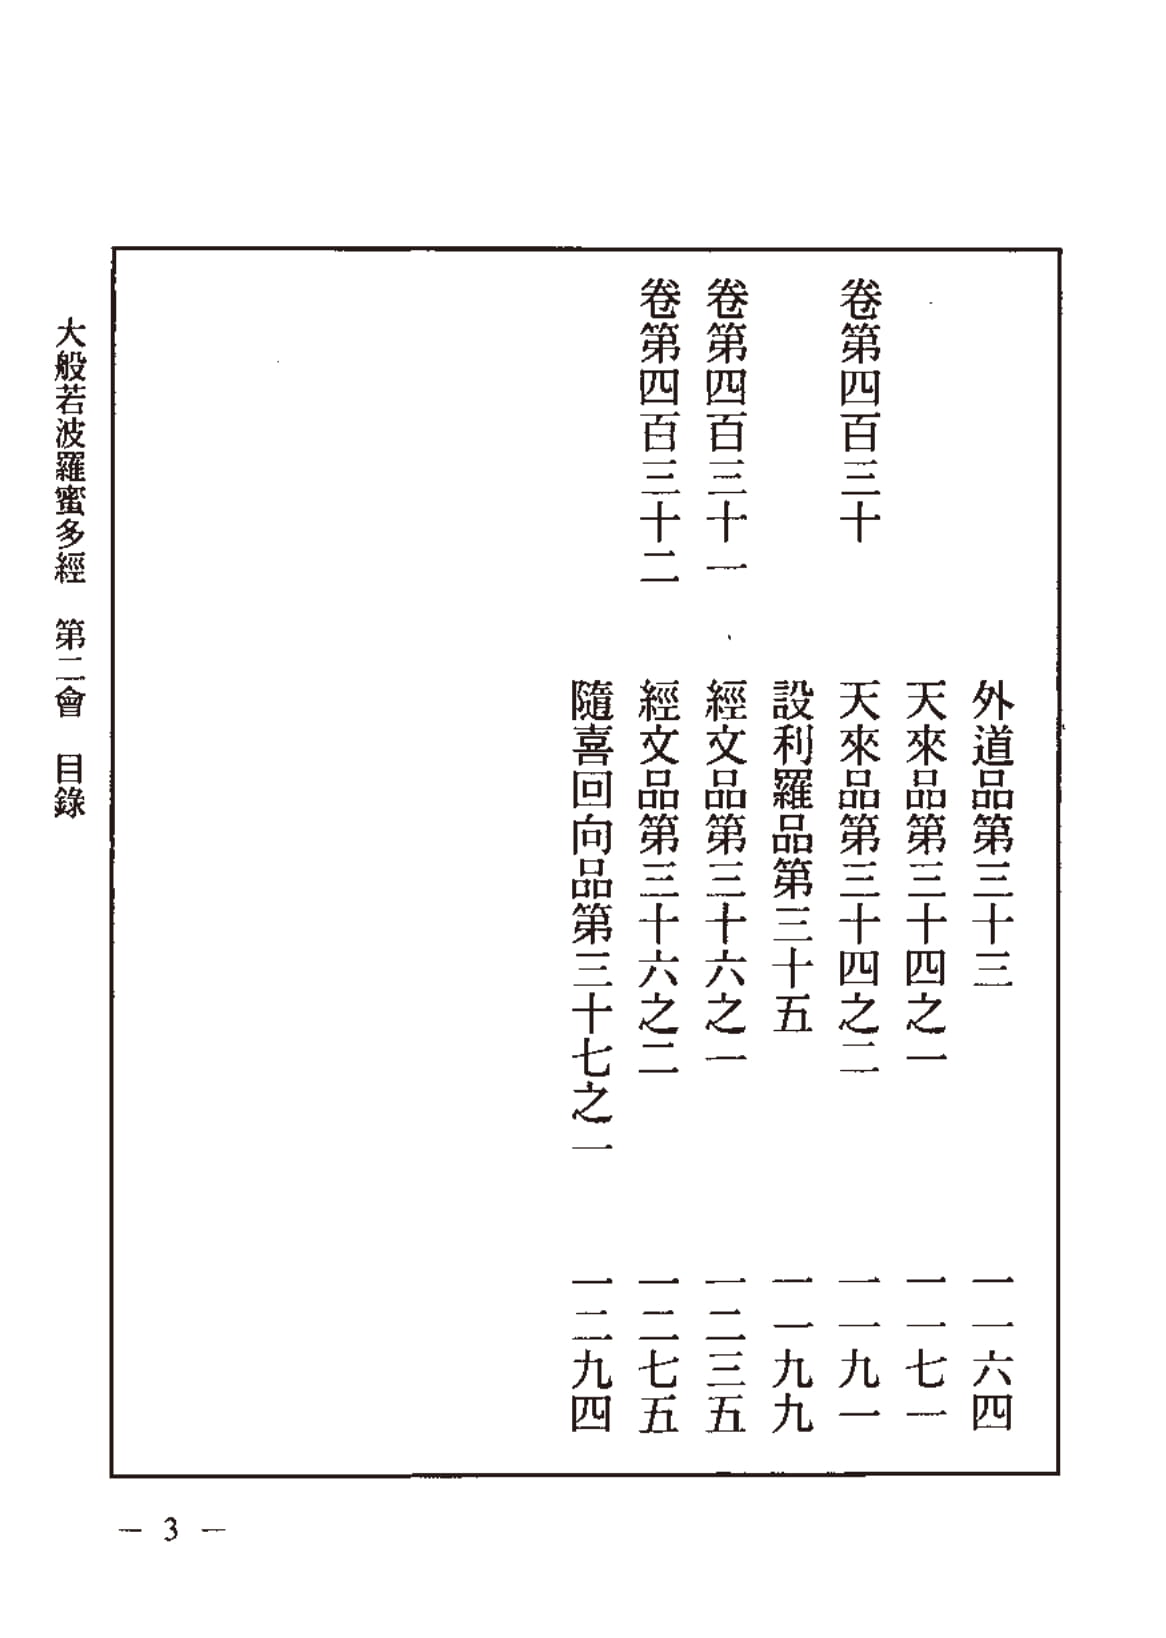 外道品第三十三 一一六四
天來品第三十四之一 一一七一
卷第四百三十 天來品第三十四之二 一一九一
設利羅品第三十五 一一九九
卷第四百三十一 經文品第三十六之一 一二三五
卷第四百三十二 經文品第三十六之二 一二七五
隨喜回向品第三十七之一 一二九四
大般若波羅蜜多經 第二會 目錄
— 3 —